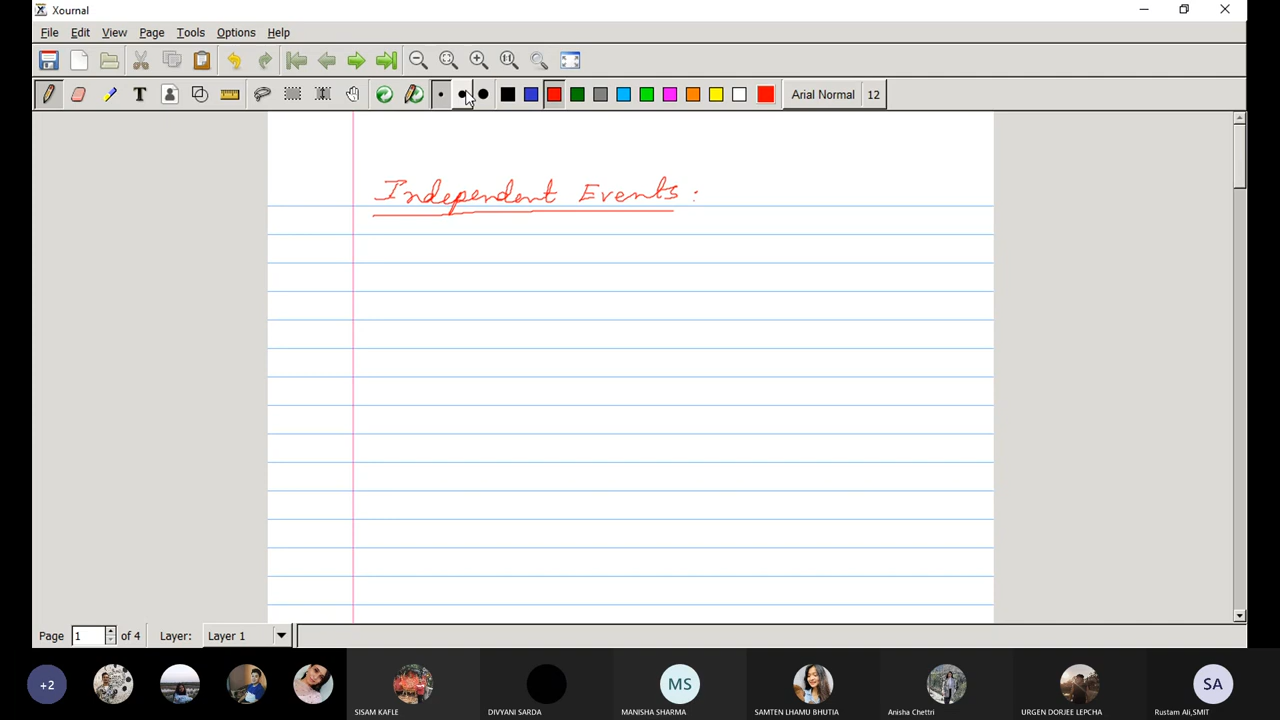 Xournal
File Edit View Page Tools Options Help
T Arial Normal 12
Independent Events :
Page 1 of 4 Layer: Layer 1
+2 MS SA
SISAM KAFLE DIVYANI SARDA MANISHA SHARMA SAMTEN LHAMU BHUTIA Anisha Chettri URGEN DORJEE LEPCHA Rustam Ali,SMIT